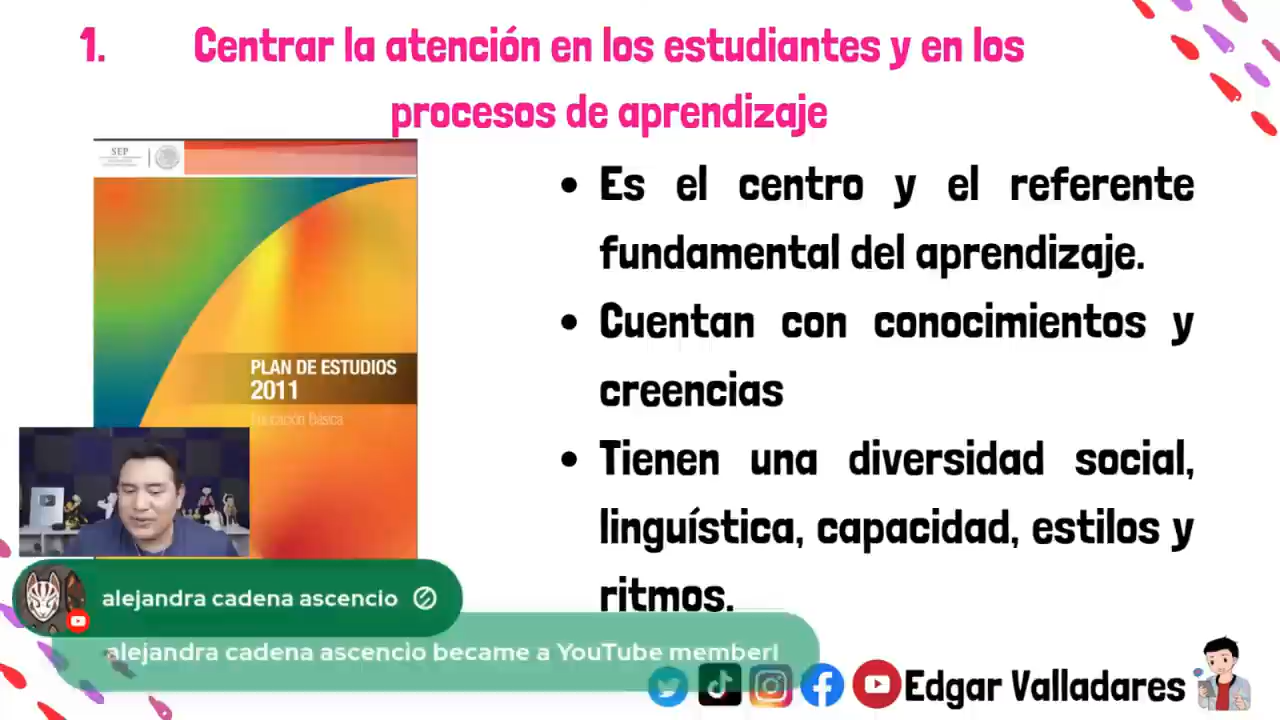 1. Centrar la atención en los estudiantes y en los
procesos de aprendizaje
SEP
PLAN DE ESTUDIOS
2011
Educación Básica
• Es el centro y el referente
fundamental del aprendizaje.
• Cuentan con conocimientos y
creencias
• Tienen una diversidad social,
linguística, capacidad, estilos y
ritmos.
alejandra cadena ascencio
alejandra cadena ascencio became a YouTube member!
Edgar Valladares